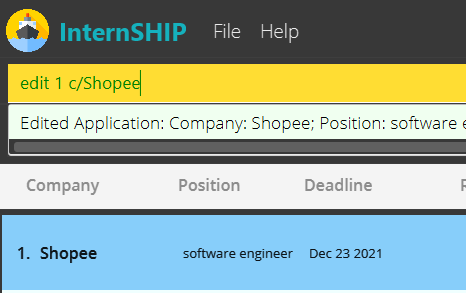 InternSHIP File Help
edit 1 c/Shopee
Edited Application: Company: Shopee; Position: software
Company Position Deadline
1. Shopee software engineer Dec 23 2021